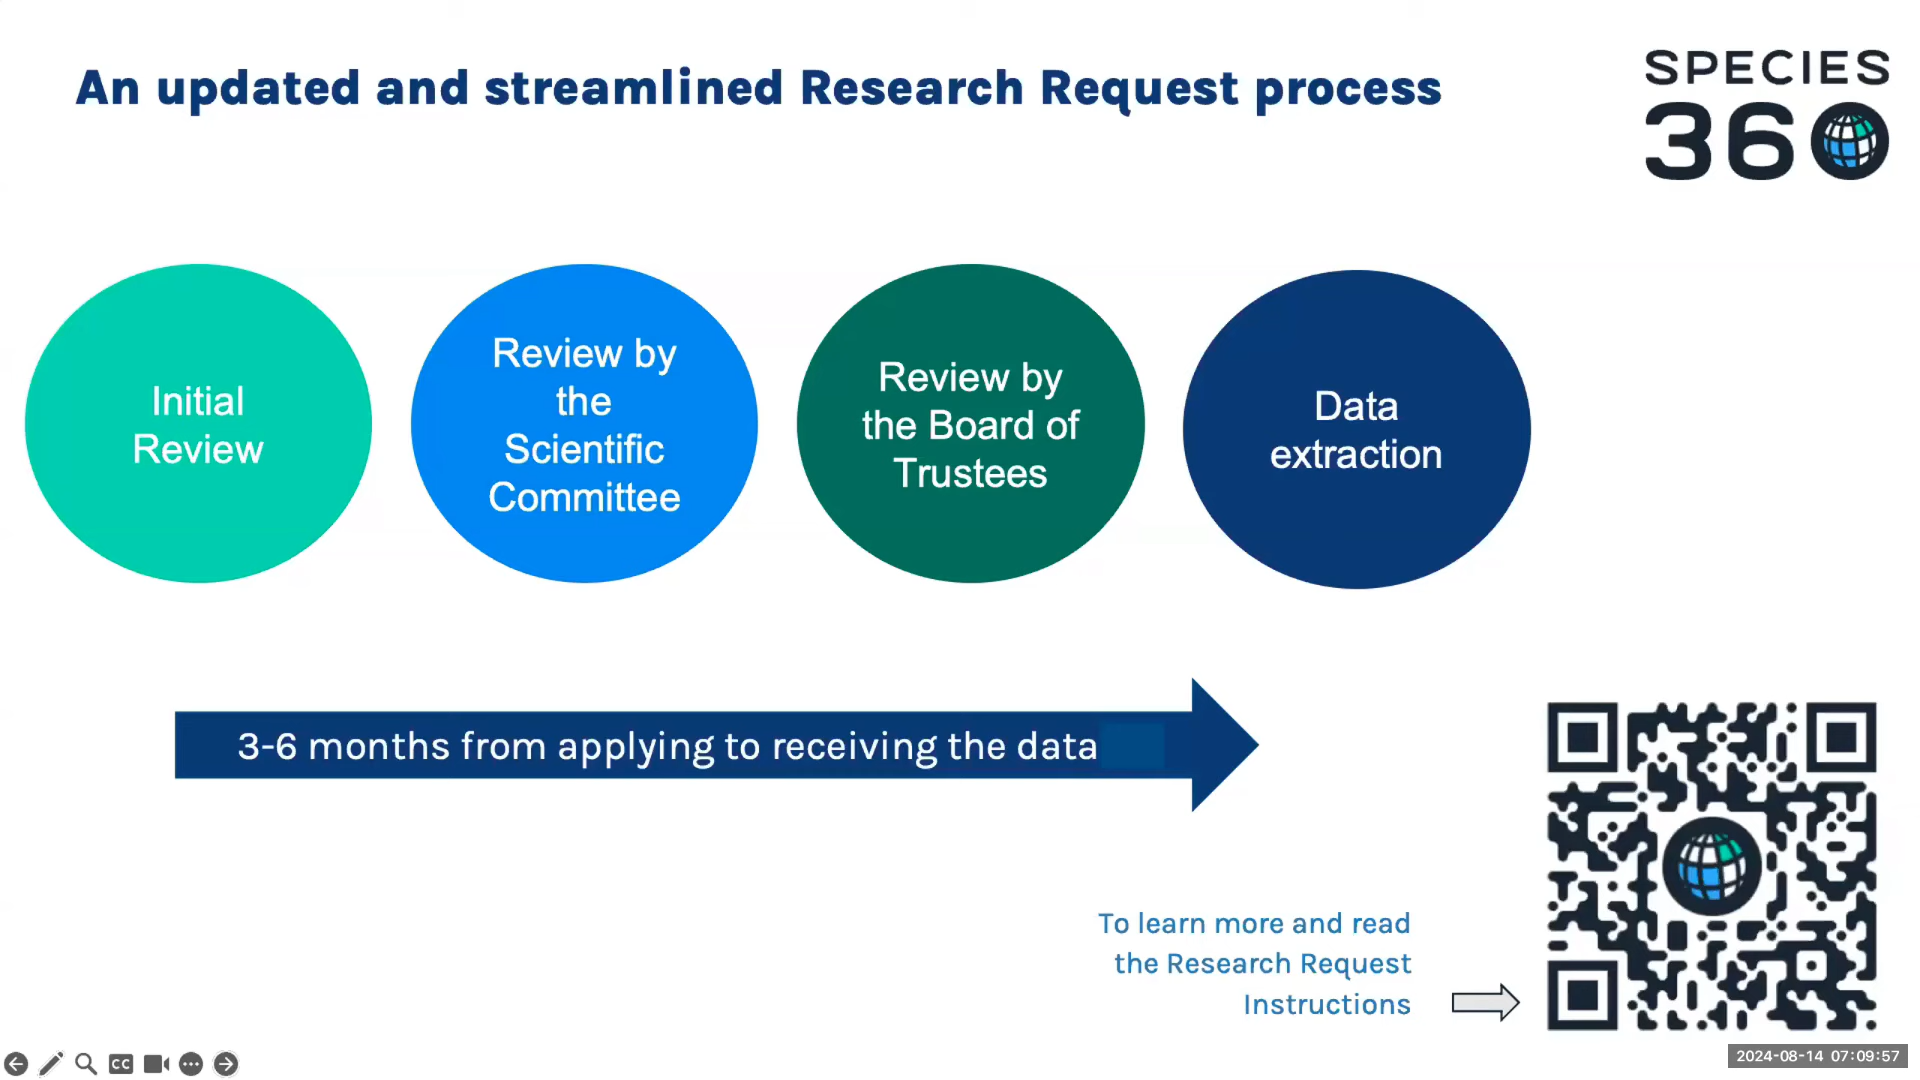 An updated and streamlined Research Request process
SPECIES
360
Initial
Review
Review by
the
Scientific
Committee
Review by
the Board of
Trustees
Data
extraction
3-6 months from applying to receiving the data
To learn more and read
the Research Request
Instructions
CC
2024-08-14 07:09:57